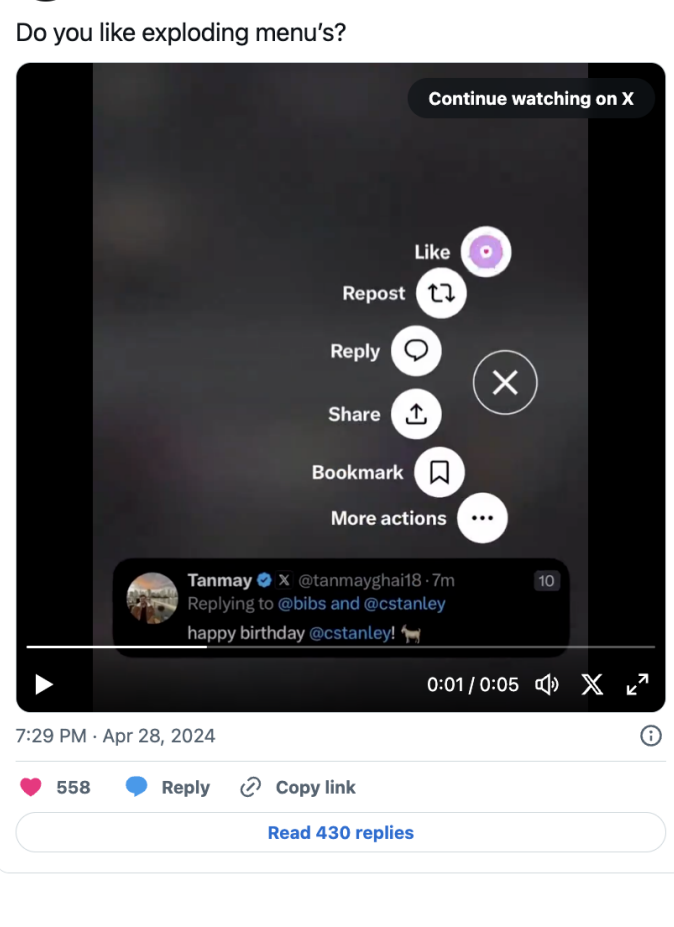 Do you like exploding menu's?
Continue watching on X
Like
Repost
Reply
Share
Bookmark
More actions
Tanmay @tanmayghai18 · 7m 10
Replying to @bibs and @cstanley
happy birthday @cstanley! 🐐
0:01 / 0:05
7:29 PM · Apr 28, 2024
558 Reply Copy link
Read 430 replies